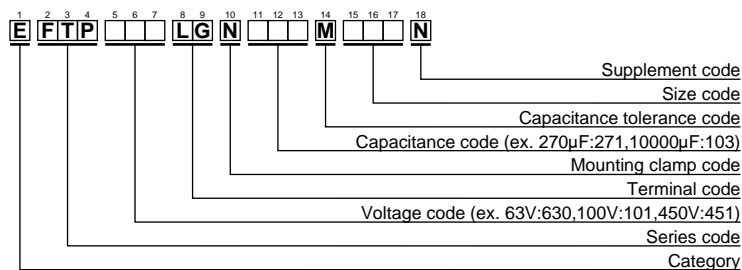 1 2 3 4 5 6 7 8 9 10 11 12 13 14 15 16 17 18
E F T P L G N M N
Supplement code
Size code
Capacitance tolerance code
Capacitance code (ex. 270μF:271,10000μF:103)
Mounting clamp code
Terminal code
Voltage code (ex. 63V:630,100V:101,450V:451)
Series code
Category